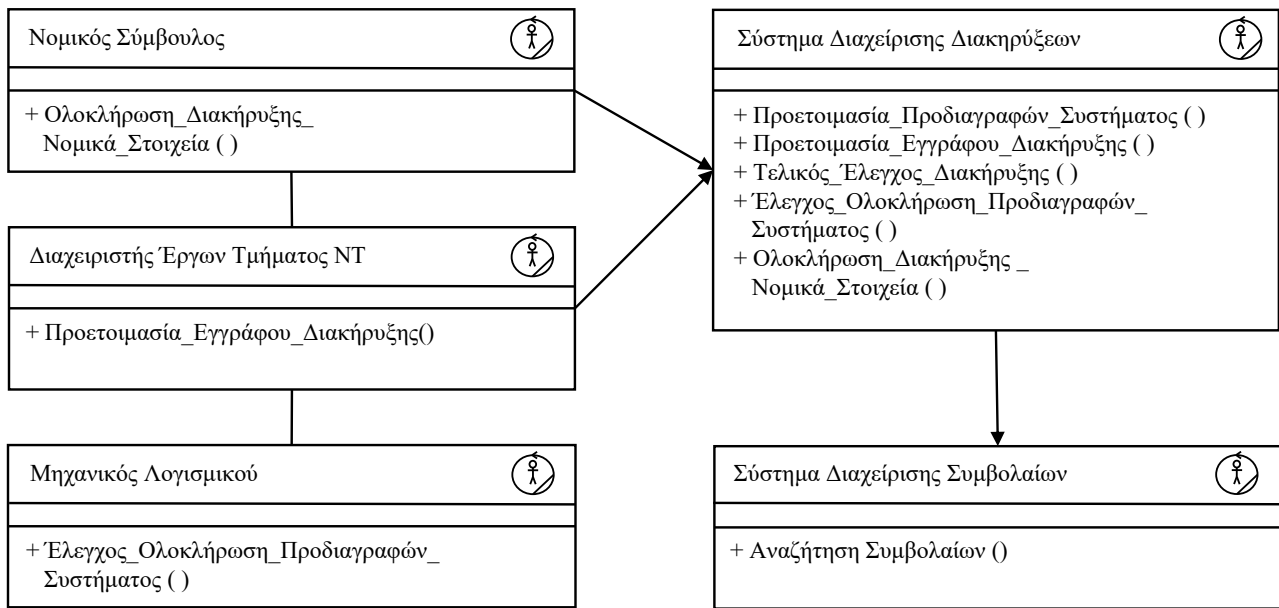 Νομικός Σύμβουλος
+ Ολοκλήρωση_Διακήρυξης_
Νομικά_Στοιχεία ( )
Διαχειριστής Έργων Τμήματος ΝΤ
+ Προετοιμασία_Εγγράφου_Διακήρυξης()
Μηχανικός Λογισμικού
+ Έλεγχος_Ολοκλήρωση_Προδιαγραφών_
Συστήματος ( )
Σύστημα Διαχείρισης Διακηρύξεων
+ Προετοιμασία_Προδιαγραφών_Συστήματος ( )
+ Προετοιμασία_Εγγράφου_Διακήρυξης ( )
+ Τελικός_Έλεγχος_Διακήρυξης ( )
+ Έλεγχος_Ολοκλήρωση_Προδιαγραφών_
Συστήματος ( )
+ Ολοκλήρωση_Διακήρυξης _
Νομικά_Στοιχεία ( )
Σύστημα Διαχείρισης Συμβολαίων
+ Αναζήτηση Συμβολαίων ()